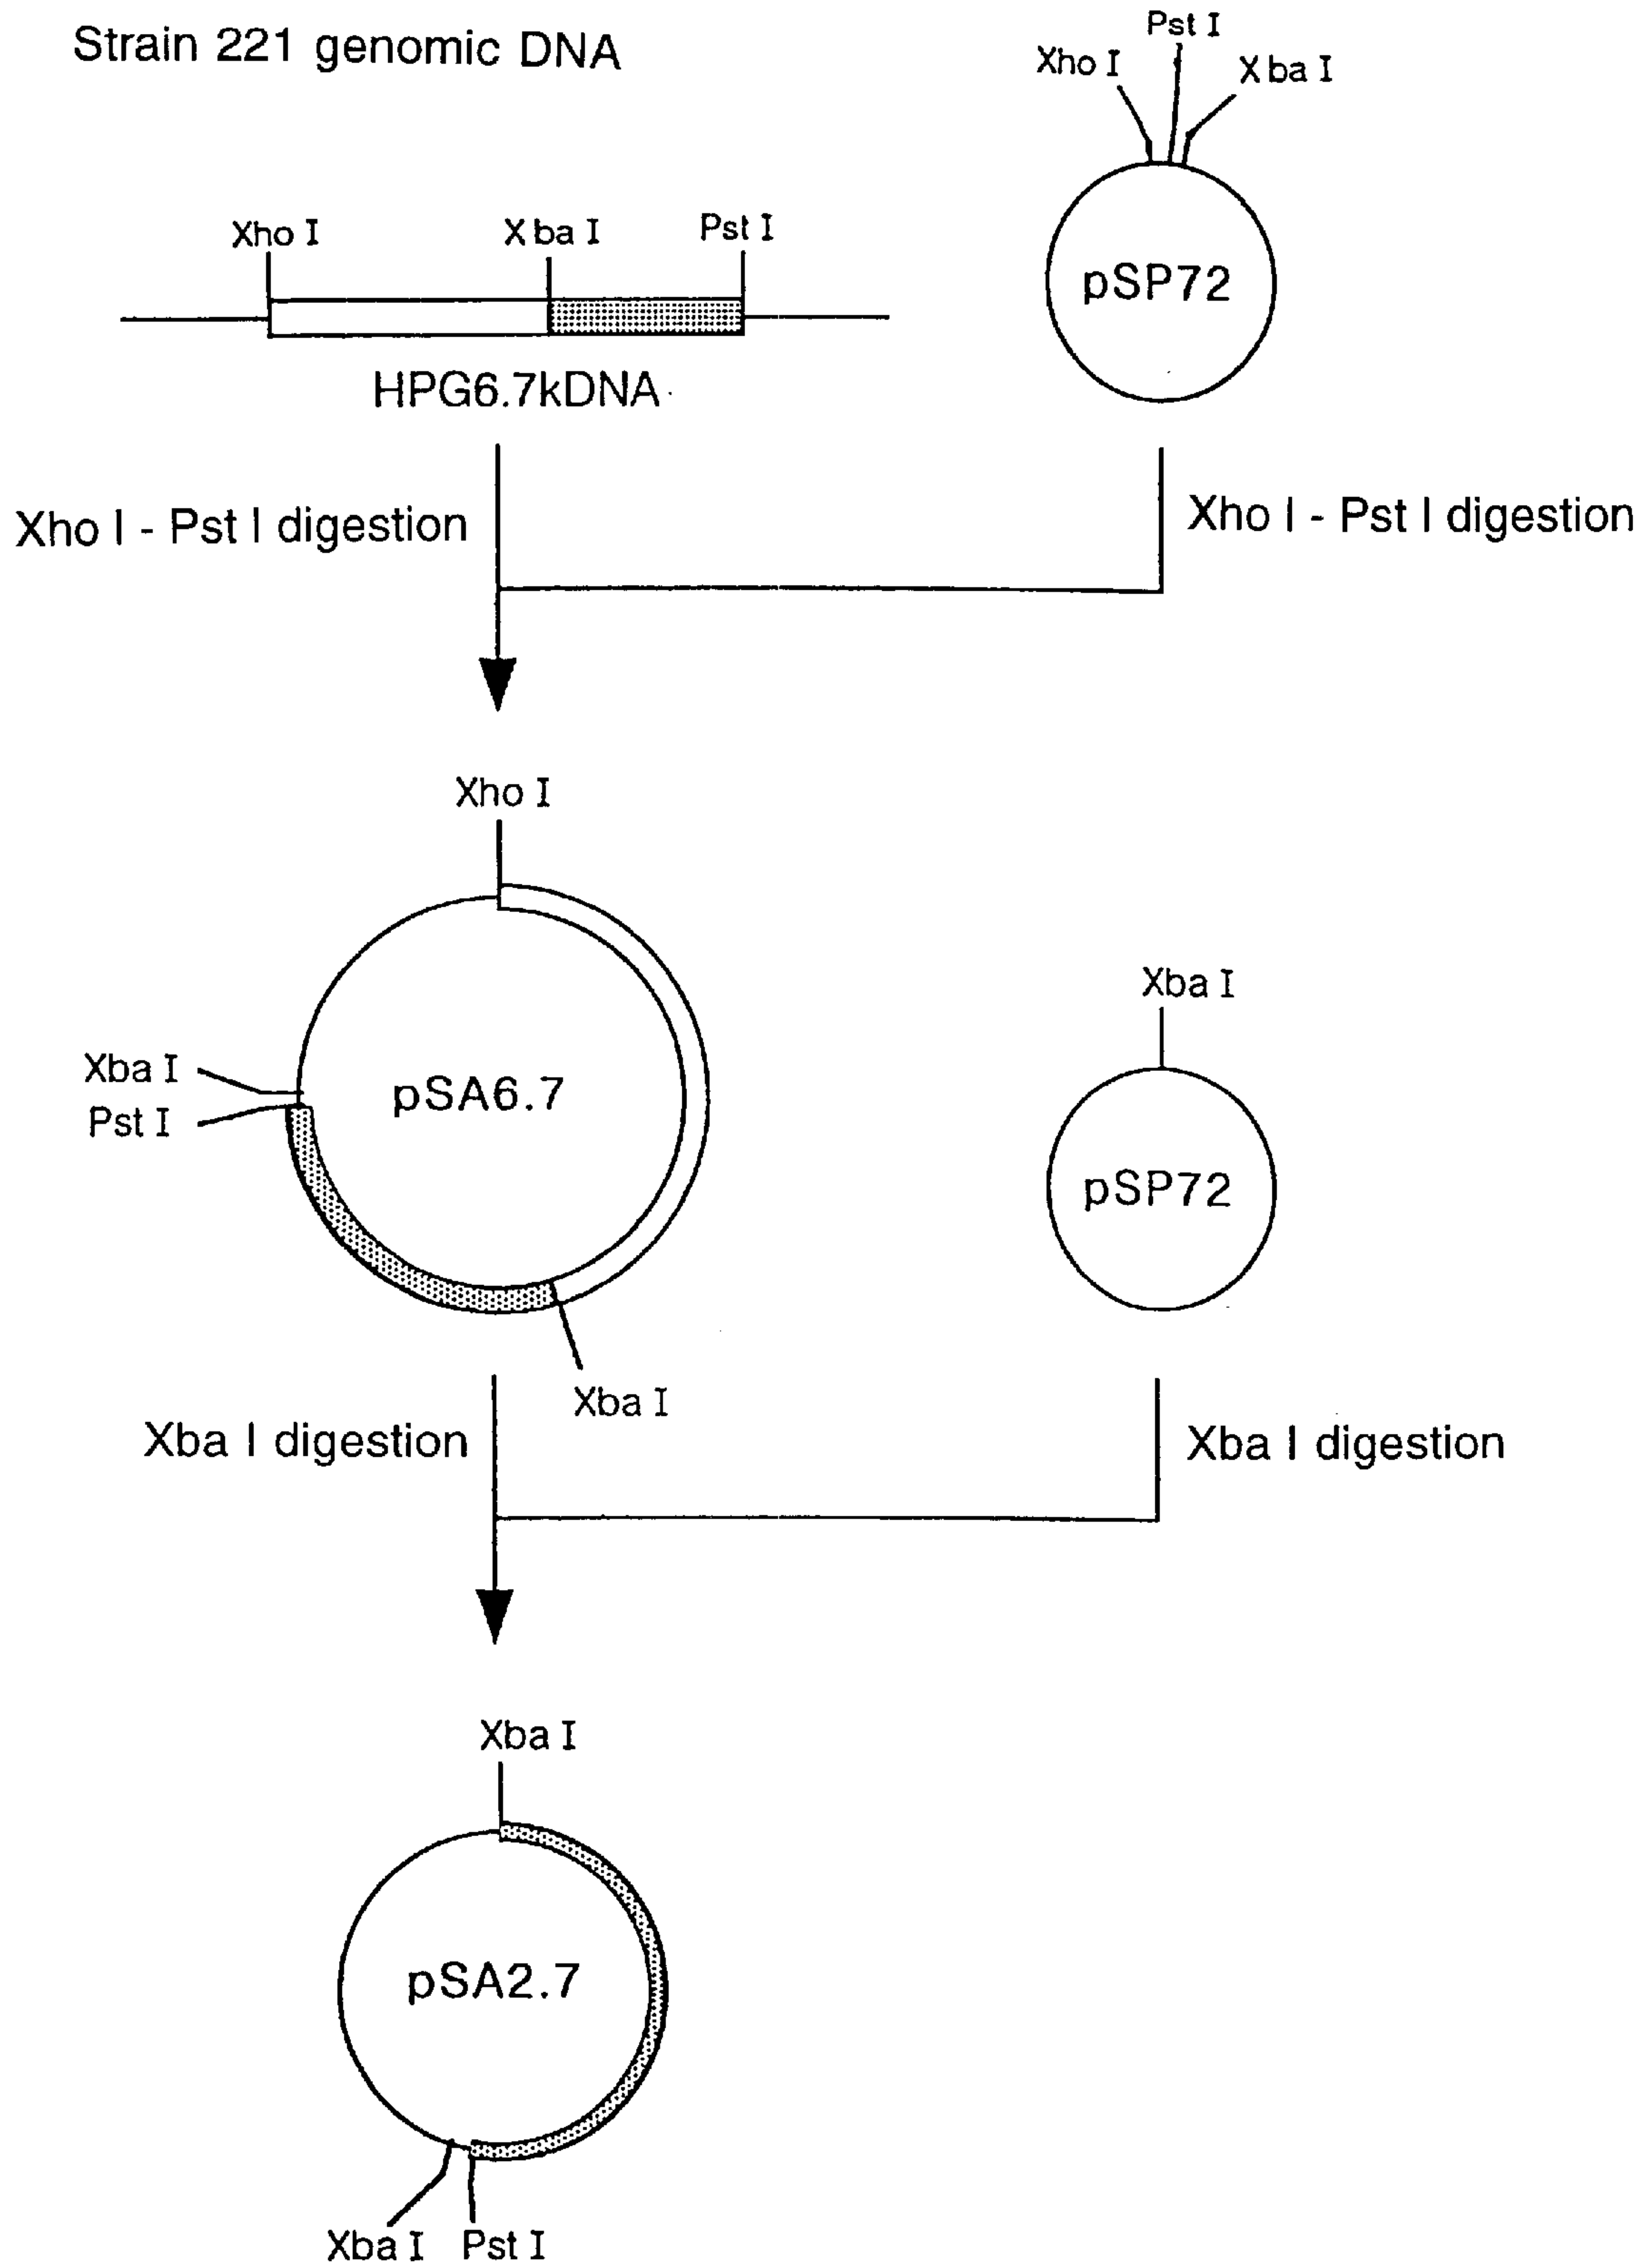 Strain 221 genomic DNA
Pst I
Xho I
Xba I
Xho I
Xba I
Pst I
pSP72
HPG6.7kDNA
Xho I - Pst I digestion
Xho I - Pst I digestion
Xho I
Xba I
Xba I
Pst I
pSA6.7
pSP72
Xba I
Xba I digestion
Xba I digestion
Xba I
pSA2.7
Xba I
Pst I